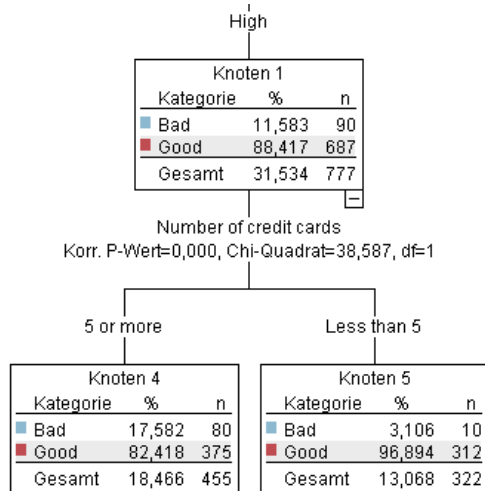 High
Knoten 1
Kategorie % n
Bad 11,583 90
Good 88,417 687
Gesamt 31,534 777
Number of credit cards
Korr. P-Wert=0,000, Chi-Quadrat=38,587, df=1
5 or more
Less than 5
Knoten 4
Kategorie % n
Bad 17,582 80
Good 82,418 375
Gesamt 18,466 455
Knoten 5
Kategorie % n
Bad 3,106 10
Good 96,894 312
Gesamt 13,068 322